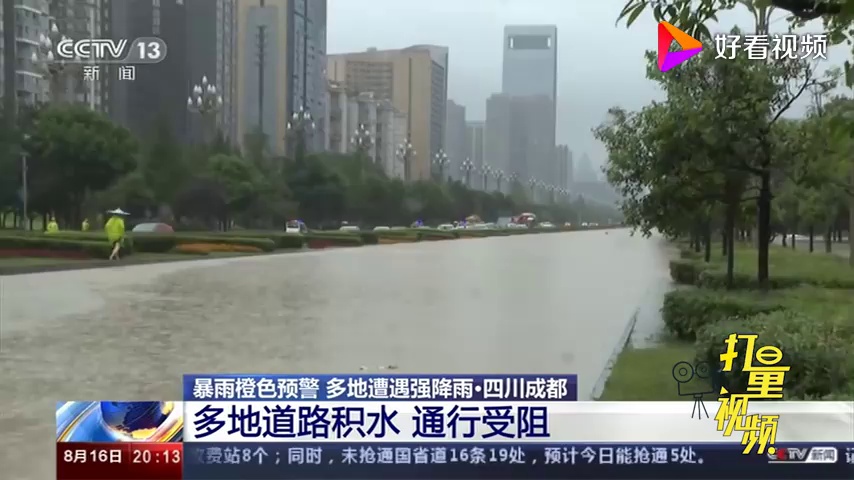 CCTV 13
新闻
好看视频
打量
视频
暴雨橙色预警 多地遭遇强降雨·四川成都
多地道路积水 通行受阻
8月16日 20:13
收费站8个；同时，未抢通国省道16条19处，预计今日能抢通5处。
CCTV 新闻